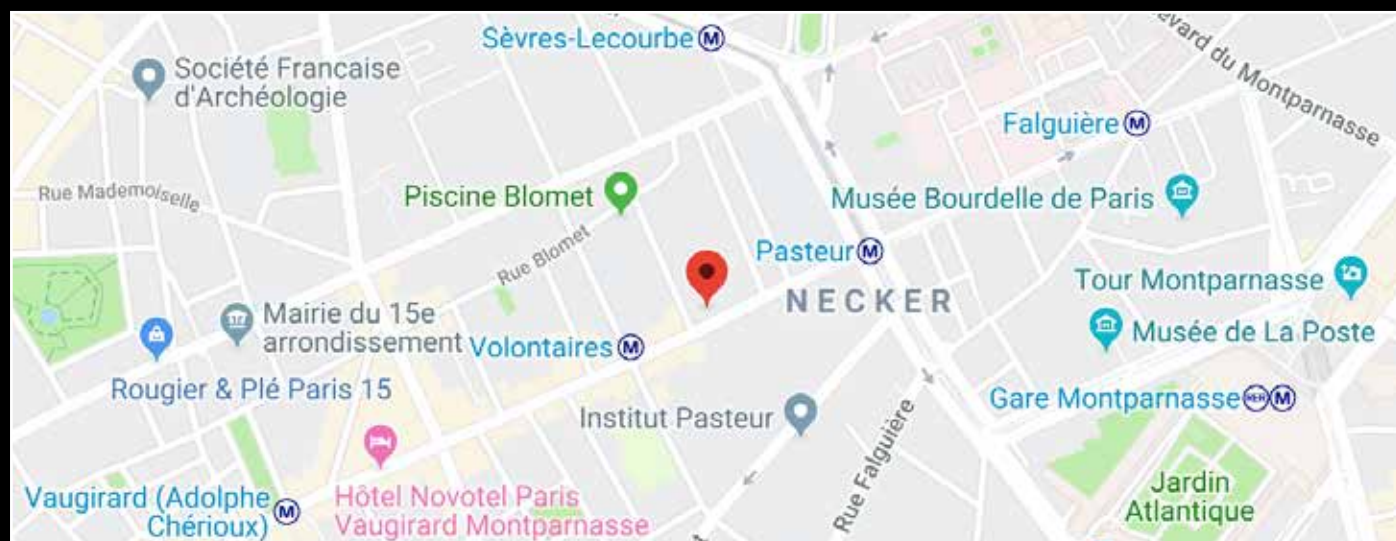 Sèvres-Lecourbe M
Société Francaise
d'Archéologie
evard du Montparnasse
Falguière M
Rue Mademoiselle
Piscine Blomet
Musée Bourdelle de Paris
Rue Blomet
Pasteur M
Tour Montparnasse
NECKER
Mairie du 15e
arrondissement
Volontaires M
Musée de La Poste
Rougier & Plé Paris 15
Gare Montparnasse RER M
Institut Pasteur
Rue Falguière
Vaugirard (Adolphe
Chérioux) M
Hôtel Novotel Paris
Vaugirard Montparnasse
Jardin
Atlantique